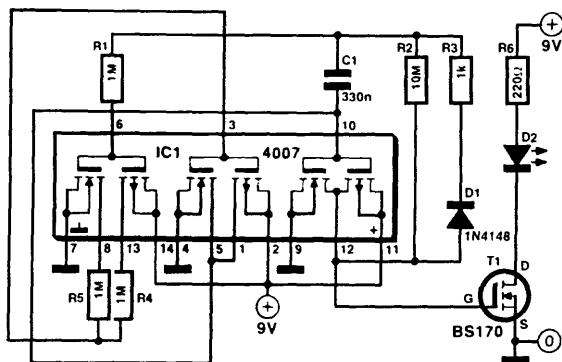 R1
1M
R2
10M
R3
1k
R6
220Ω
9V
C1
330n
6
3
10
IC1
4007
D2
7
8
13
14
4
5
1
2
9
12
11
+
D1
1N4148
R5
1M
1M
R4
+
9V
T1
D
G
S
BS170
0
+